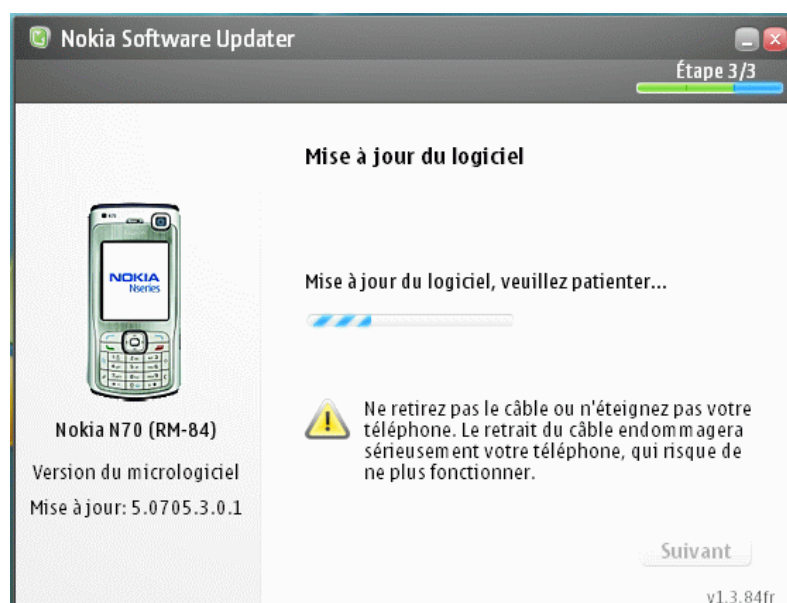 Nokia Software Updater
Étape 3/3
Mise à jour du logiciel
Mise à jour du logiciel, veuillez patienter...
NOKIA
Nseries
Nokia N70 (RM-84)
Version du micrologiciel
Mise à jour: 5.0705.3.0.1
Ne retirez pas le câble ou n'éteignez pas votre
téléphone. Le retrait du câble endommagera
sérieusement votre téléphone, qui risque de
ne plus fonctionner.
Suivant
v1.3.84fr